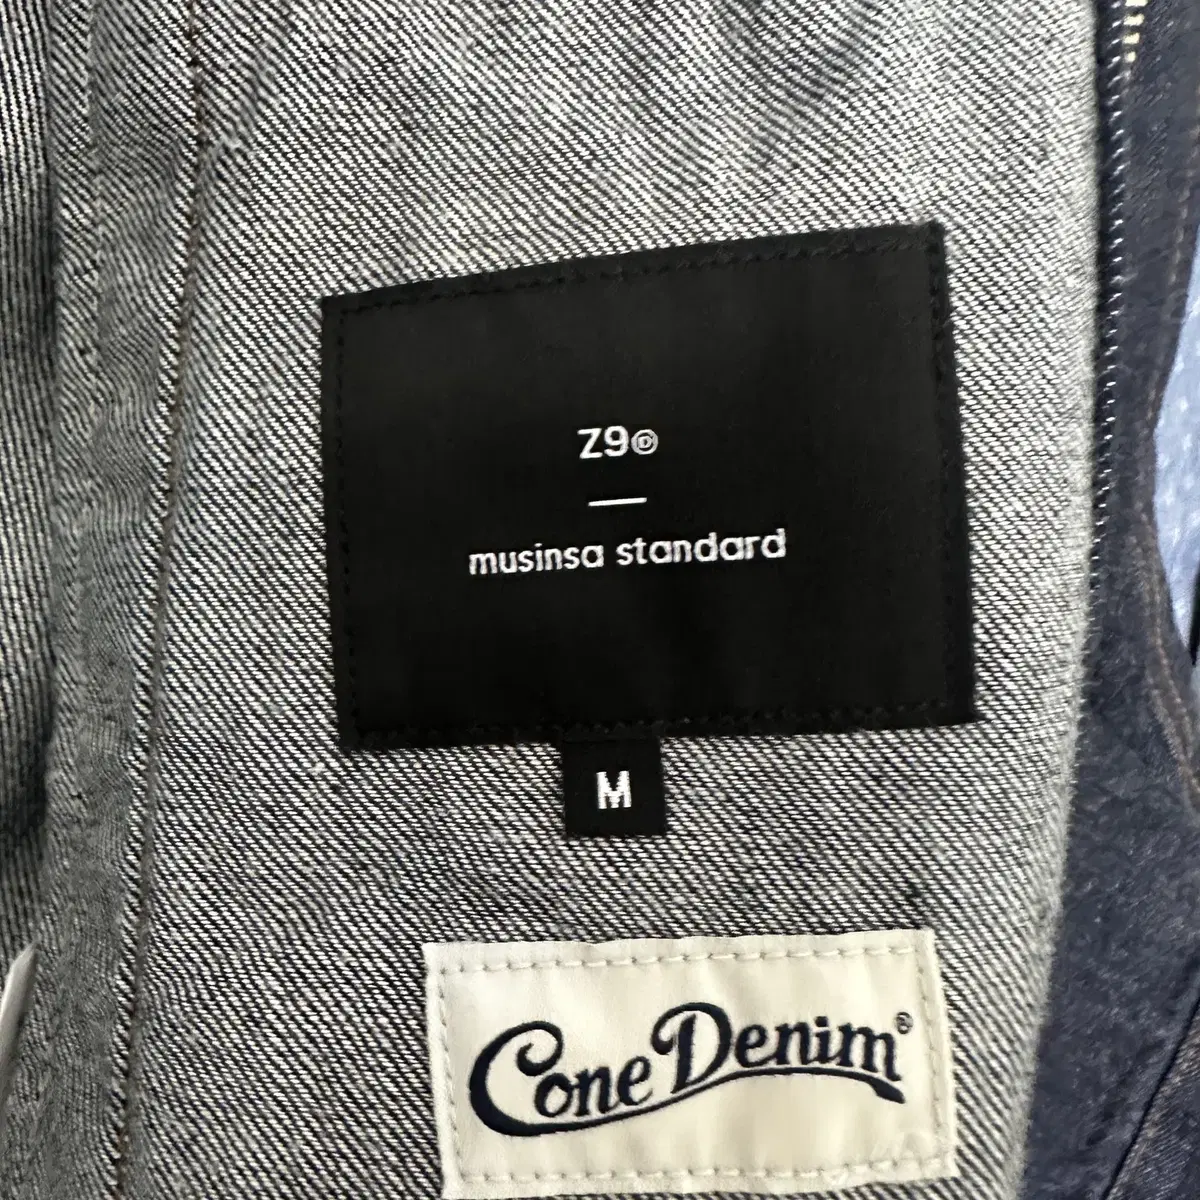 Z9®
musinsa standard
M
Cone Denim®